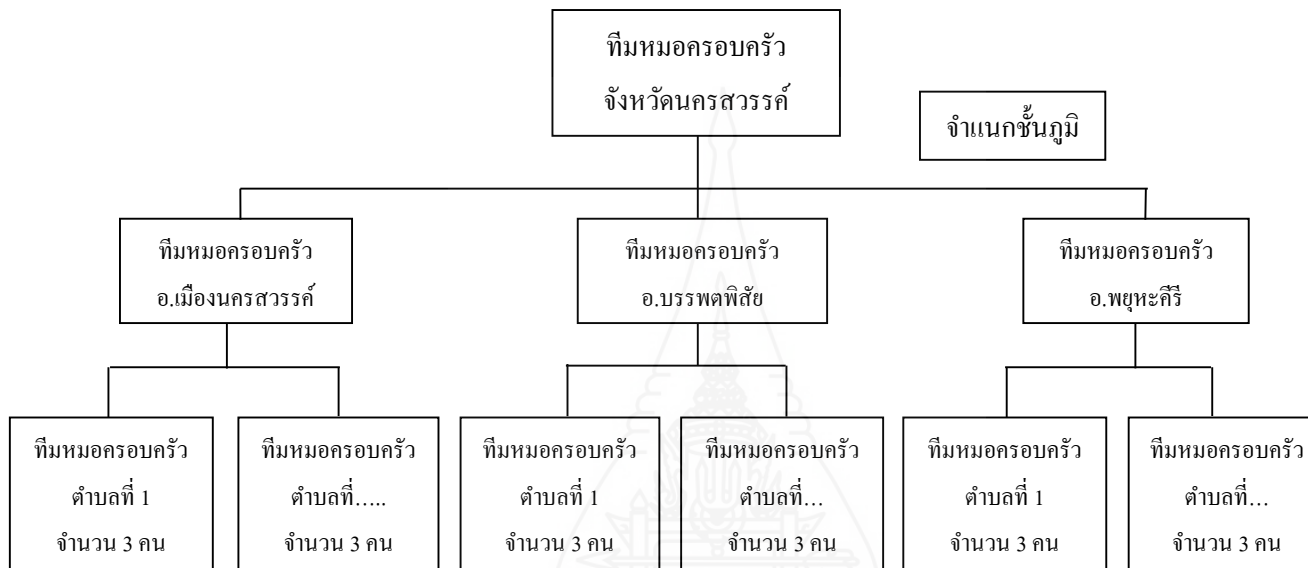 ทีมหมอครอบครัว
จังหวัดนครสวรรค์
จำแนกชั้นภูมิ
ทีมหมอครอบครัว
อ.เมืองนครสวรรค์
ทีมหมอครอบครัว
อ.บรรพตพิสัย
ทีมหมอครอบครัว
อ.พยุหะคีรี
ทีมหมอครอบครัว
ตำบลที่ 1
จำนวน 3 คน
ทีมหมอครอบครัว
ตำบลที่.....
จำนวน 3 คน
ทีมหมอครอบครัว
ตำบลที่ 1
จำนวน 3 คน
ทีมหมอครอบครัว
ตำบลที่...
จำนวน 3 คน
ทีมหมอครอบครัว
ตำบลที่ 1
จำนวน 3 คน
ทีมหมอครอบครัว
ตำบลที่...
จำนวน 3 คน